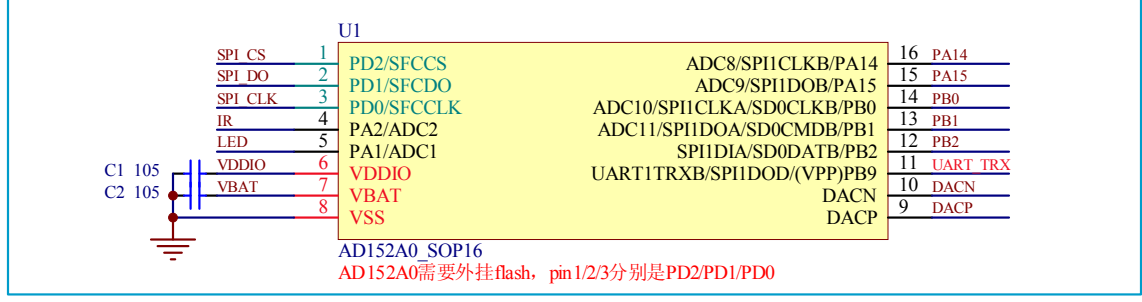 U1
SPI_CS 1 PD2/SFCCS ADC8/SPI1CLKB/PA14 16 PA14
SPI_DO 2 PD1/SFCDO ADC9/SPI1DOB/PA15 15 PA15
SPI_CLK 3 PD0/SFCCLK ADC10/SPI1CLKA/SD0CLKB/PB0 14 PB0
IR 4 PA2/ADC2 ADC11/SPI1DOA/SD0CMDB/PB1 13 PB1
LED 5 PA1/ADC1 SPI1DIA/SD0DATB/PB2 12 PB2
C1 105 VDDIO 6 VDDIO UART1TRXB/SPI1DOD/(VPP)PB9 11 UART_TRX
C2 105 VBAT 7 VBAT DACN 10 DACN
8 VSS DACP 9 DACP
AD152A0_SOP16
AD152A0需要外挂flash，pin1/2/3分别是PD2/PD1/PD0